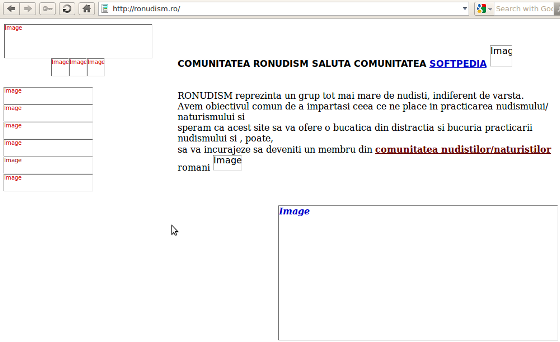 http://ronudism.ro/
Search with Goo
Image
Image Image Image
Image
Image
Image
Image
Image
Image
Imag
COMUNITATEA RONUDISM SALUTA COMUNITATEA SOFTPEDIA
RONUDISM reprezinta un grup tot mai mare de nudisti, indiferent de varsta.
Avem obiectivul comun de a impartasi ceea ce ne place in practicarea nudismului/
naturismului si
speram ca acest site sa va ofere o bucatica din distractia si bucuria practicarii
nudismului si , poate,
sa va incurajeze sa deveniti un membru din comunitatea nudistilor/naturistilor
romani Image
Image